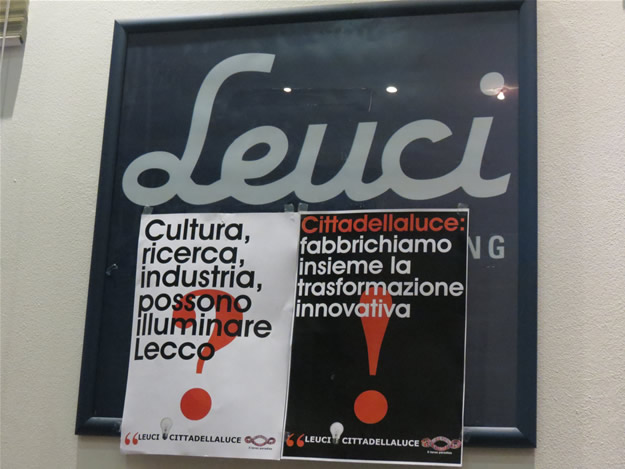 Leuci
NG
Cultura,
ricerca,
industria,
possono
illuminare
Lecco
?
LEUCI CITTADELLALUCE
Cittadellaluce:
fabbrichiamo
insieme la
trasformazione
innovativa
!
LEUCI CITTADELLALUCE